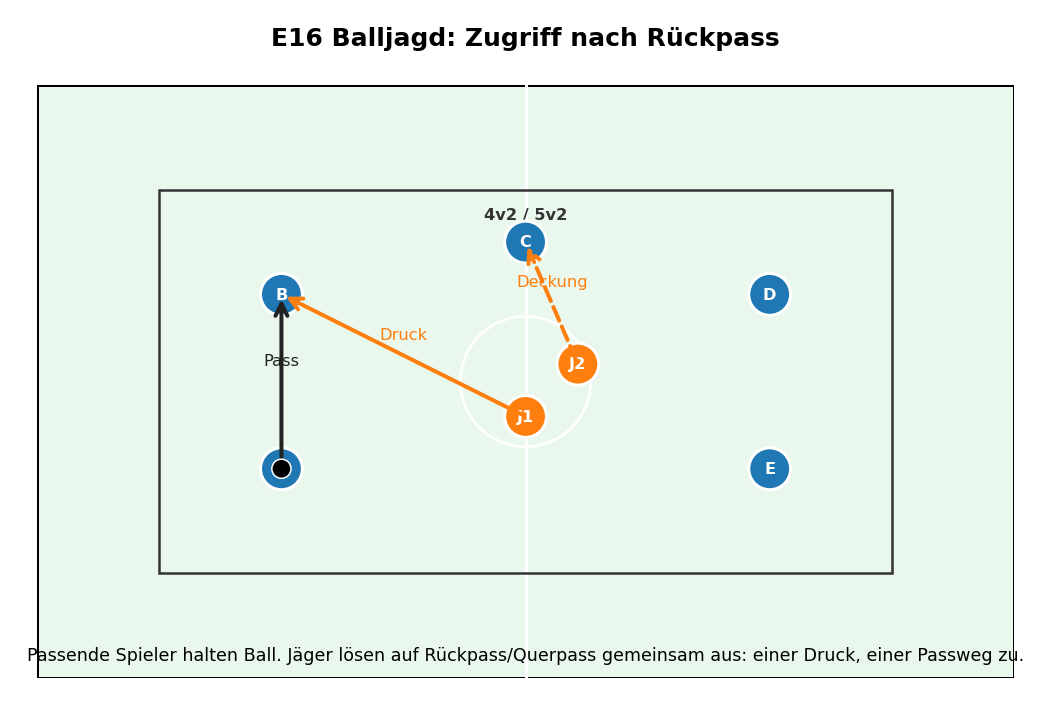 E16 Balljagd: Zugriff nach Rückpass
4v2 / 5v2
C
Deckung
B
D
Druck
Pass
J2
J1
E
Passende Spieler halten Ball. Jäger lösen auf Rückpass/Querpass gemeinsam aus: einer Druck, einer Passweg zu.